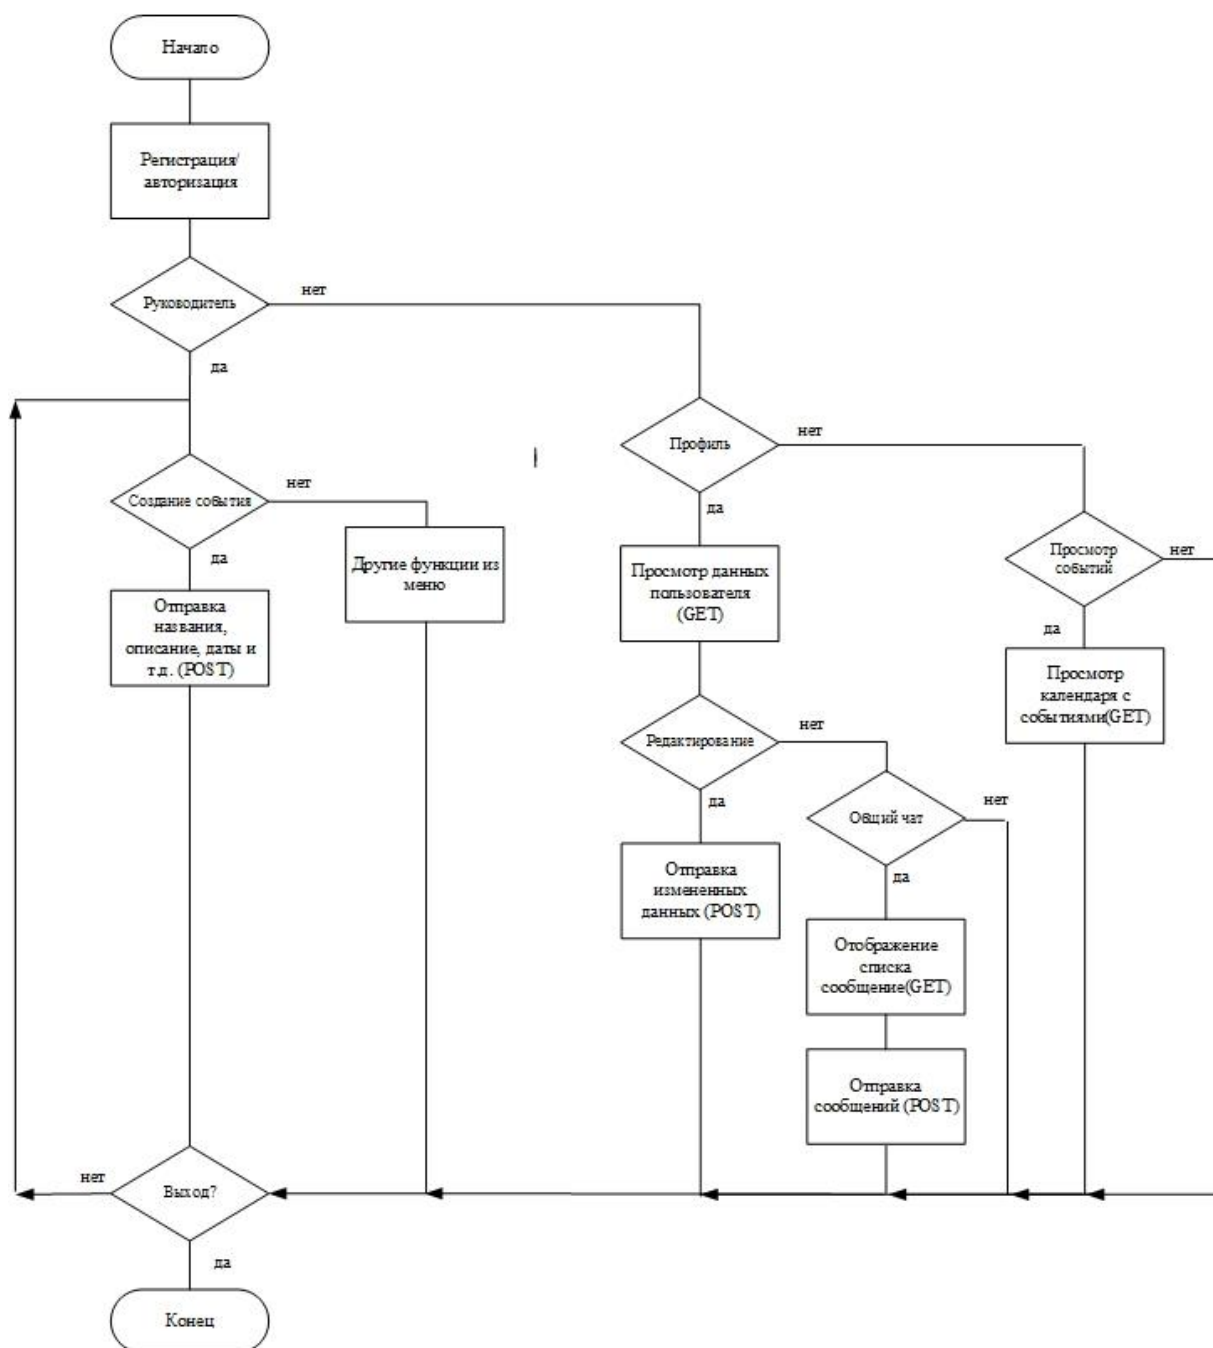 Начало
Регистрация/
авторизация
Руководитель
нет
да
Профиль
нет
да
Создание события
нет
да
Просмотр
событий
нет
да
Другие функции из
меню
Просмотр данных
пользователя
(GET)
Отправка
названия,
описание, даты и
т.д. (POST)
Просмотр
календаря с
событиями(GET)
Редактирование
нет
да
Общий чат
нет
да
Отправка
измененных
данных (POST)
Отображение
списка
сообщение(GET)
Отправка
сообщений (POST)
Выход?
нет
да
Конец